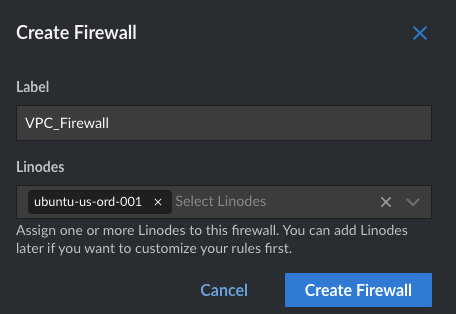 Create Firewall
Label
VPC_Firewall
Linodes
ubuntu-us-ord-001 × Select Linodes
Assign one or more Linodes to this firewall. You can add Linodes
later if you want to customize your rules first.
Cancel Create Firewall